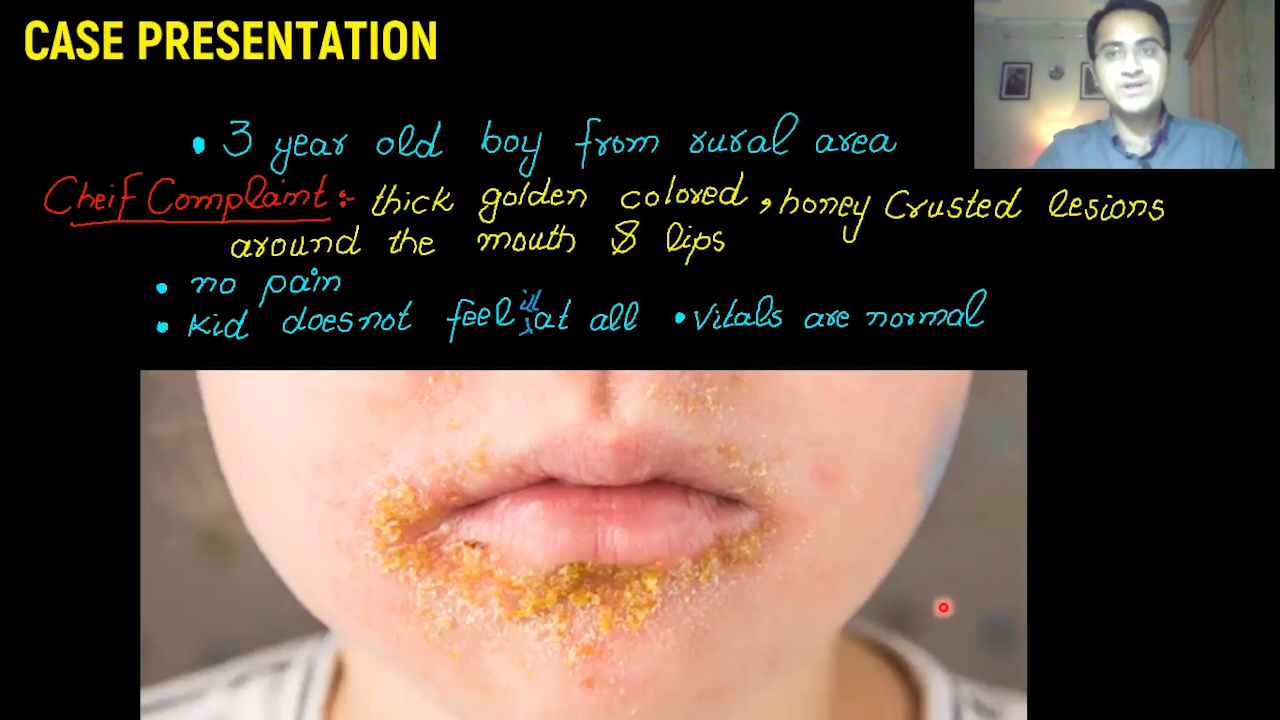 CASE PRESENTATION
• 3 year old boy from rural area
Cheif Complaint:- thick golden colored, honey Crusted lesions
around the mouth & lips
• no pain
• Kid does not feel ill at all • Vitals are normal